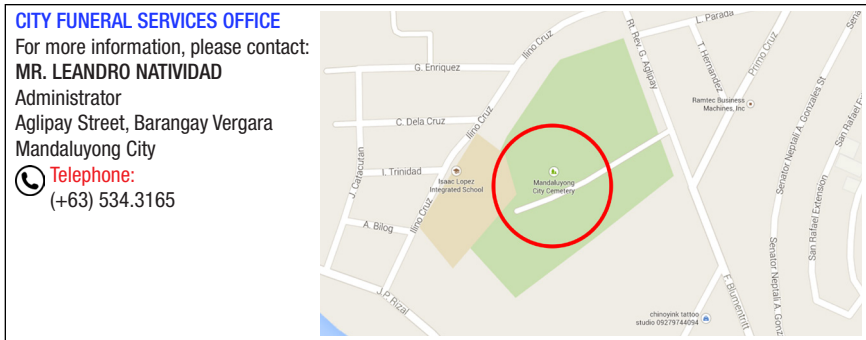 CITY FUNERAL SERVICES OFFICE
For more information, please contact:
MR. LEANDRO NATIVIDAD
Administrator
Aglipay Street, Barangay Vergara
Mandaluyong City
Telephone:
(+63) 534.3165
L. Parada
Ilino Cruz
Rt. Rev. G. Aglipay
T. Hernandez
Primo Cruz
G. Enriquez
Ramtec Business
Machines, Inc
Senator Neptali A. Gonzales St
San Rafael E
C. Dela Cruz
Ilino Cruz
J. Caracutan
I. Trinidad
Isaac Lopez
Integrated School
Mandaluyong
City Cemetery
Ilino Cruz
A. Bilog
San Rafael Extension
Senator Neptali A. Gonz
J.P. Rizal
F. Blumentritt
chinoyink tattoo
studio 09279744094